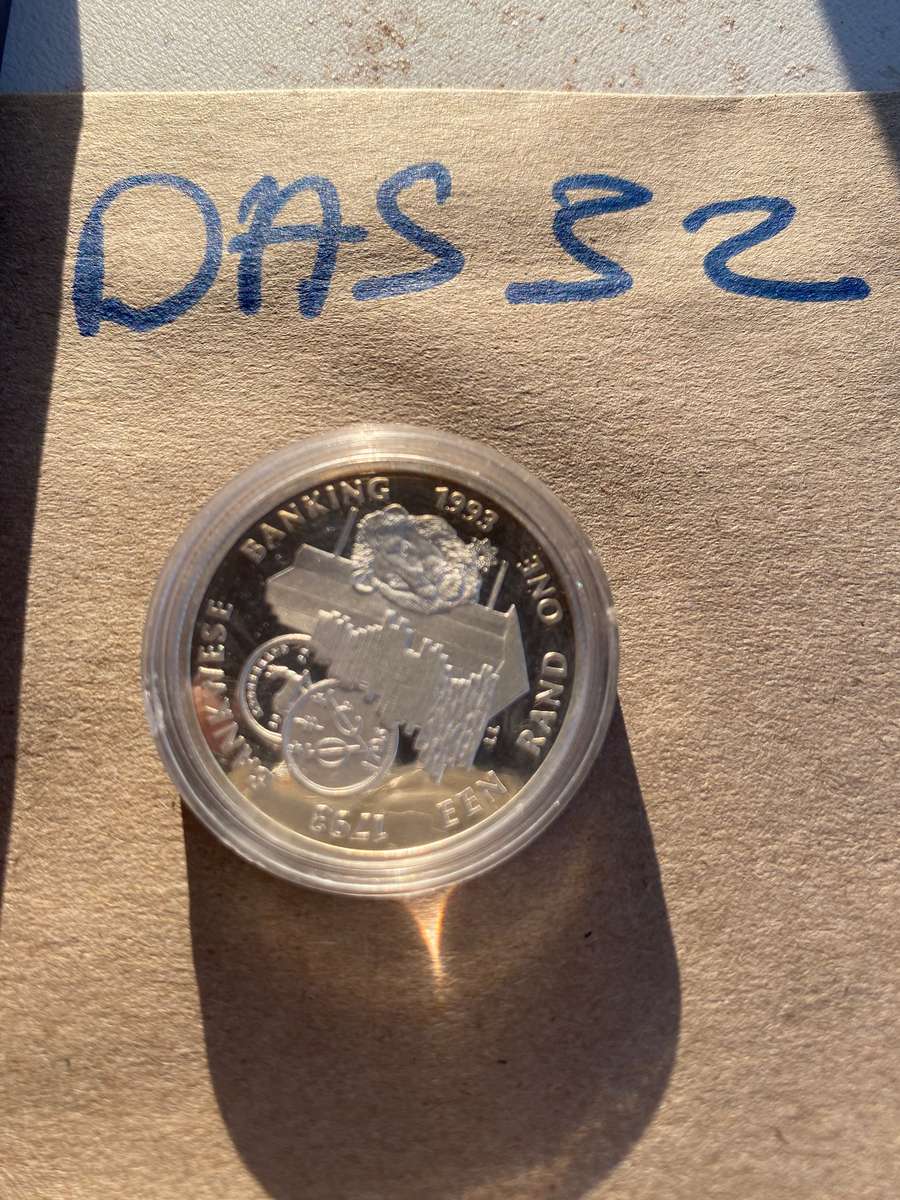 DAS 32
BANKING 1993
ONE RAND
EEN
1793